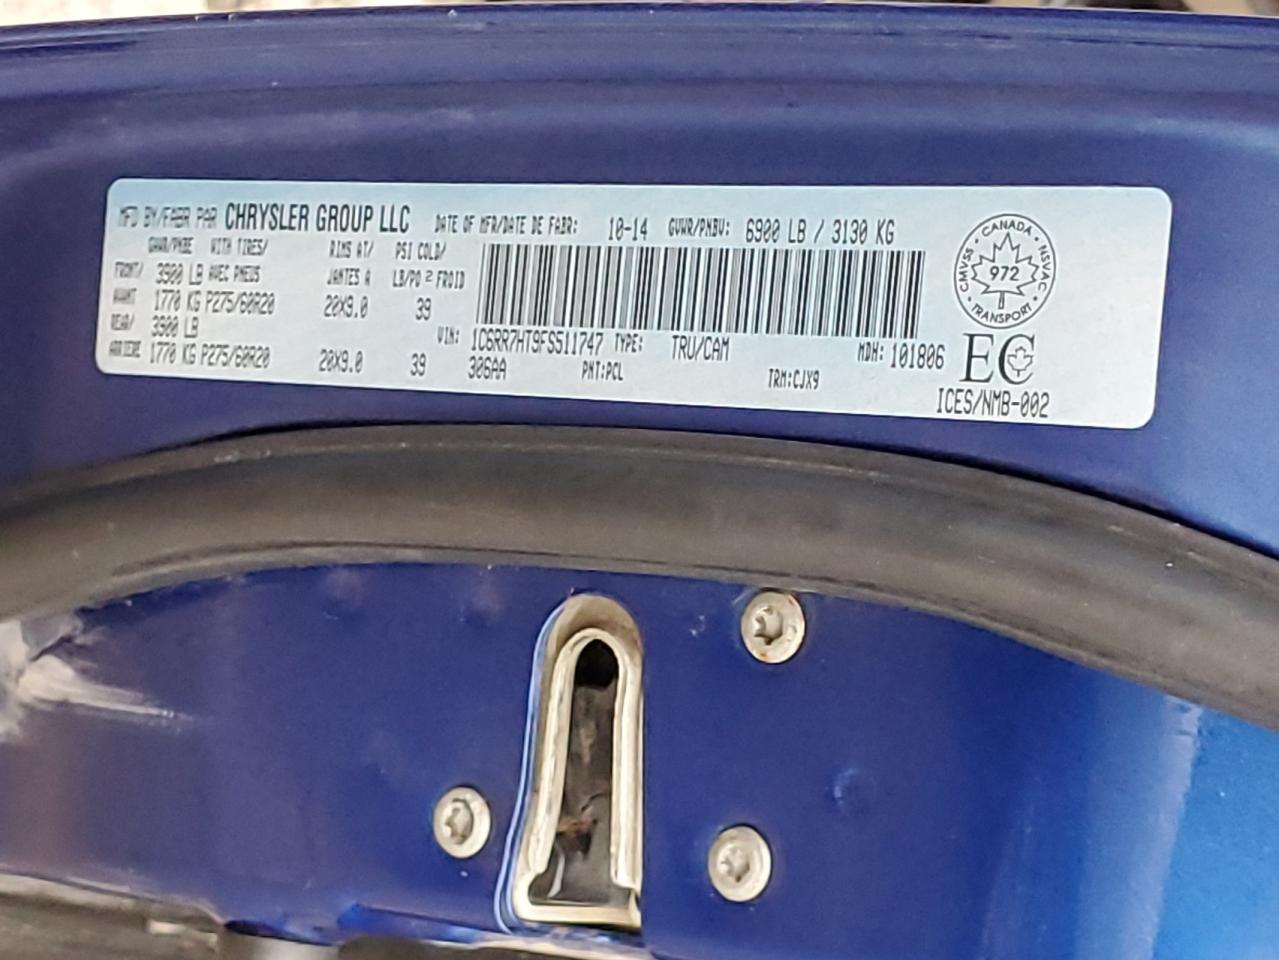 MFD BY/FABR PAR CHRYSLER GROUP LLC DATE OF MFR/DATE DE FABR: 10-14 GVWR/PNBV: 6900 LB / 3130 KG
GAWR/PNBE WITH TIRES/ RIMS AT/ PSI COLD/
FRONT/ 3900 LB AVEC PNEUS JANTES A LB/PO² FROID
AVANT 1770 KG P275/60R20 20X9.0 39
REAR/ 3900 LB
ARRIERE 1770 KG P275/60R20 20X9.0 39
VIN: 1C6RR7HT9FS511747 TYPE: TRU/CAM MDH: 101806
306AA PNT:PCL TRM:CJX9
CANADA
CMVSS 972 NSVAC
TRANSPORT
EC
ICES/NMB-002